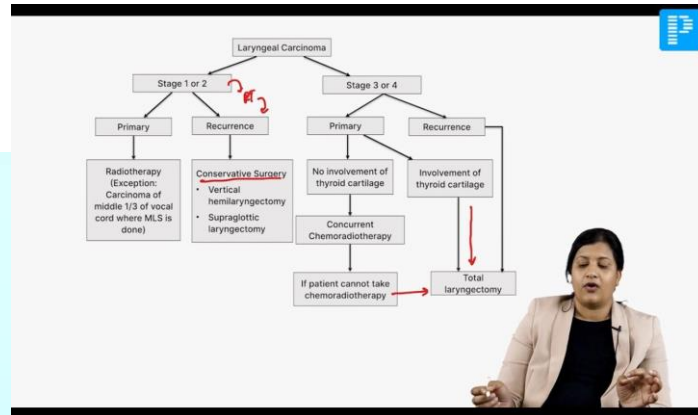 Laryngeal Carcinoma
Stage 1 or 2
Stage 3 or 4
RT
Primary
Recurrence
Primary
Recurrence
Radiotherapy
(Exception:
Carcinoma of
middle 1/3 of vocal
cord where MLS is
done)
Conservative Surgery
• Vertical
hemilaryngectomy
• Supraglottic
laryngectomy
No involvement of
thyroid cartilage
Involvement of
thyroid cartilage
Concurrent
Chemoradiotherapy
If patient cannot take
chemoradiotherapy
Total
laryngectomy